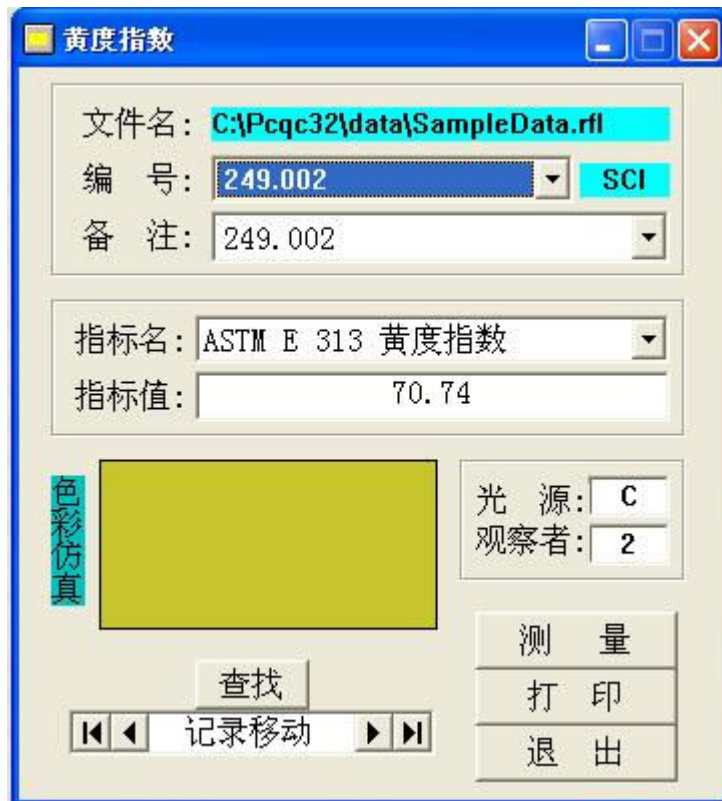 黄度指数
文件名: C:\Pcqc32\data\SampleData.rfl
编 号: 249.002 SCI
备 注: 249.002
指标名: ASTM E 313 黄度指数
指标值: 70.74
色彩仿真
光 源: C
观察者: 2
测 量
查找
打 印
记录移动
退 出